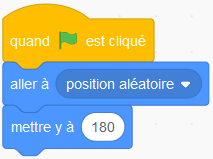 quand est cliqué
aller à position aléatoire
mettre y à 180